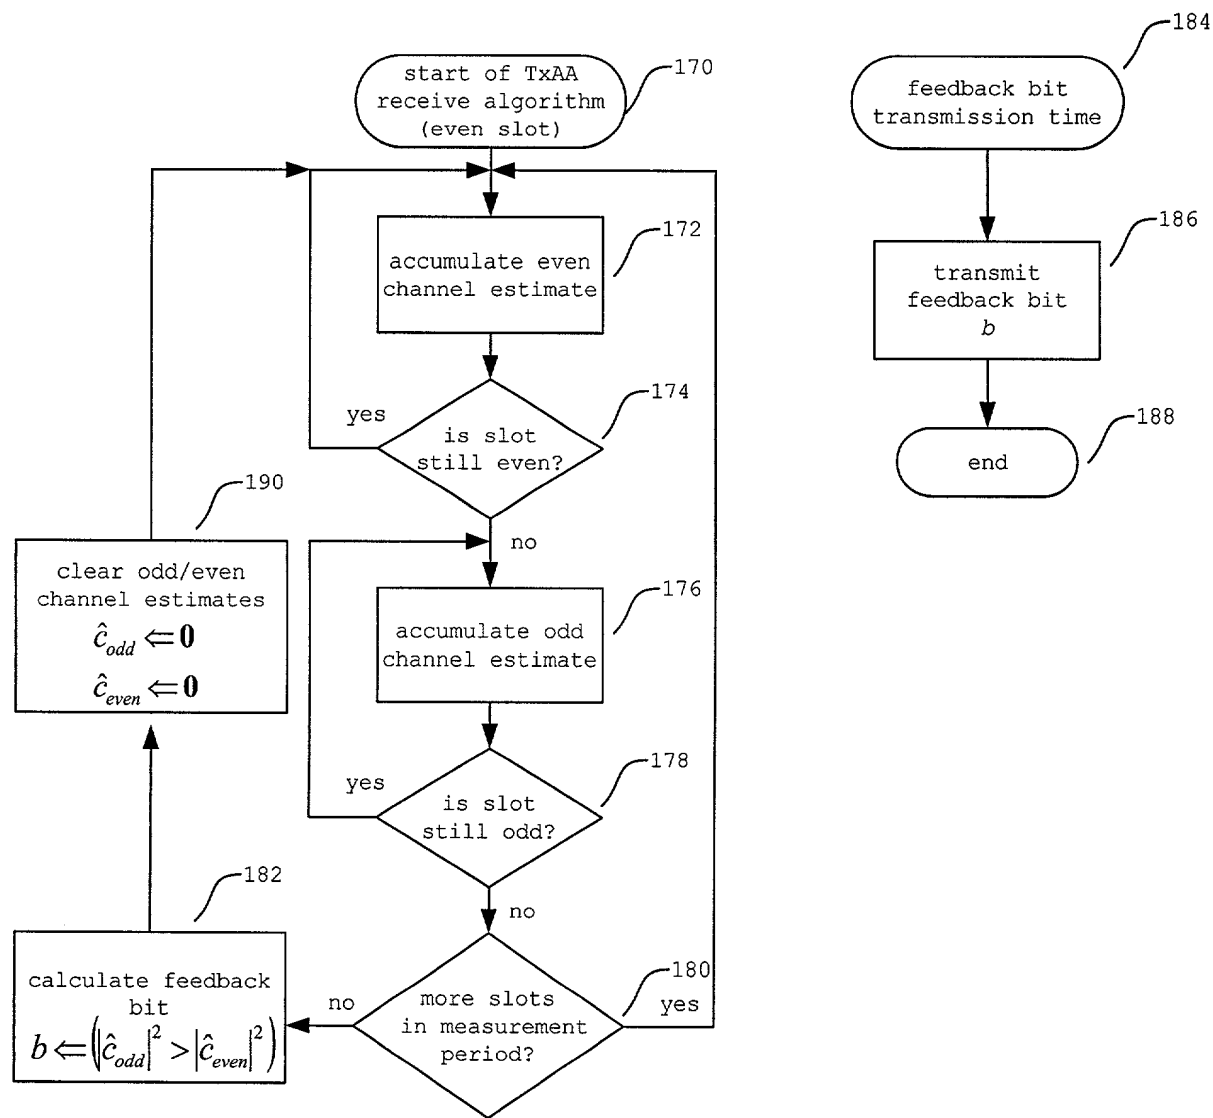 start of TxAA
receive algorithm
(even slot)
170
accumulate even
channel estimate
172
is slot
still even?
174
yes
no
accumulate odd
channel estimate
176
is slot
still odd?
178
yes
no
more slots
in measurement
period?
180
yes
no
calculate feedback
bit
b ⇐ (|ĉ_odd|² > |ĉ_even|²)
182
clear odd/even
channel estimates
ĉ_odd ⇐ 0
ĉ_even ⇐ 0
190
feedback bit
transmission time
184
transmit
feedback bit
b
186
end
188